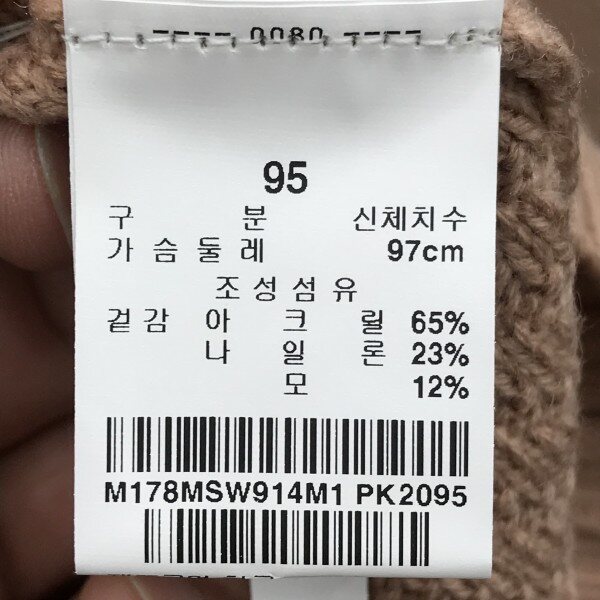 0080
95
구 분 신체치수
가슴둘레 97cm
조성섬유
겉감 아크릴 65%
나일론 23%
모 12%
M178MSW914M1 PK2095